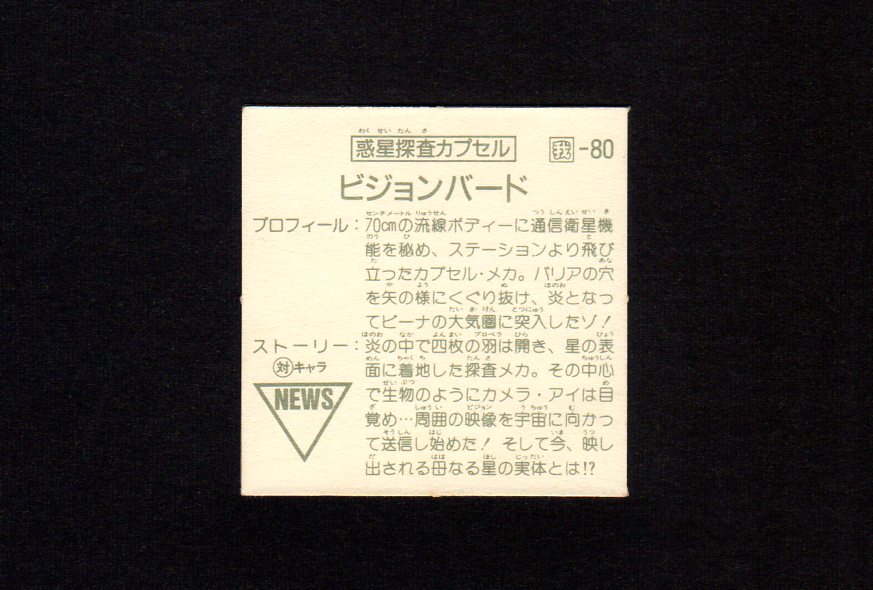 惑星探査カプセル
-80
ビジョンバード
プロフィール：70cmの流線ボディーに通信衛星機
能を秘め、ステーションより飛び
立ったカプセル・メカ。バリアの穴
を矢の様にくぐり抜け、炎となっ
てビーナの大気圏に突入したゾ！
ストーリー：炎の中で四枚の羽は開き、星の表
面に着地した探査メカ。その中心
で生物のようにカメラ・アイは目
覚め…周囲の映像を宇宙に向かっ
て送信し始めた！ そして今、映し
出される母なる星の実体とは!?
対キャラ
NEWS